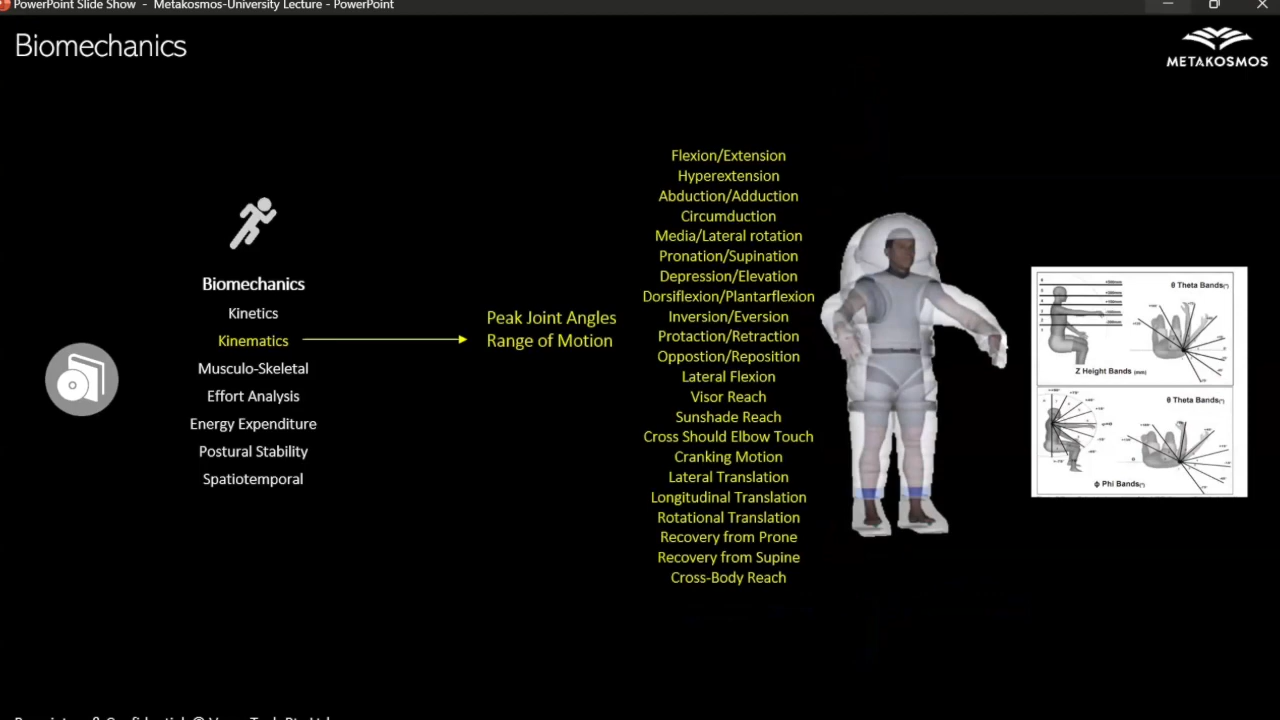 PowerPoint Slide Show - Metakosmos-University Lecture - PowerPoint
Biomechanics
METAKOSMOS
Biomechanics
Kinetics
Kinematics
Musculo-Skeletal
Effort Analysis
Energy Expenditure
Postural Stability
Spatiotemporal
Peak Joint Angles
Range of Motion
Flexion/Extension
Hyperextension
Abduction/Adduction
Circumduction
Media/Lateral rotation
Pronation/Supination
Depression/Elevation
Dorsiflexion/Plantarflexion
Inversion/Eversion
Protaction/Retraction
Oppostion/Reposition
Lateral Flexion
Visor Reach
Sunshade Reach
Cross Should Elbow Touch
Cranking Motion
Lateral Translation
Longitudinal Translation
Rotational Translation
Recovery from Prone
Recovery from Supine
Cross-Body Reach
θ Theta Bands(°)
Z Height Bands (mm)
θ Theta Bands(°)
ϕ Phi Bands(°)